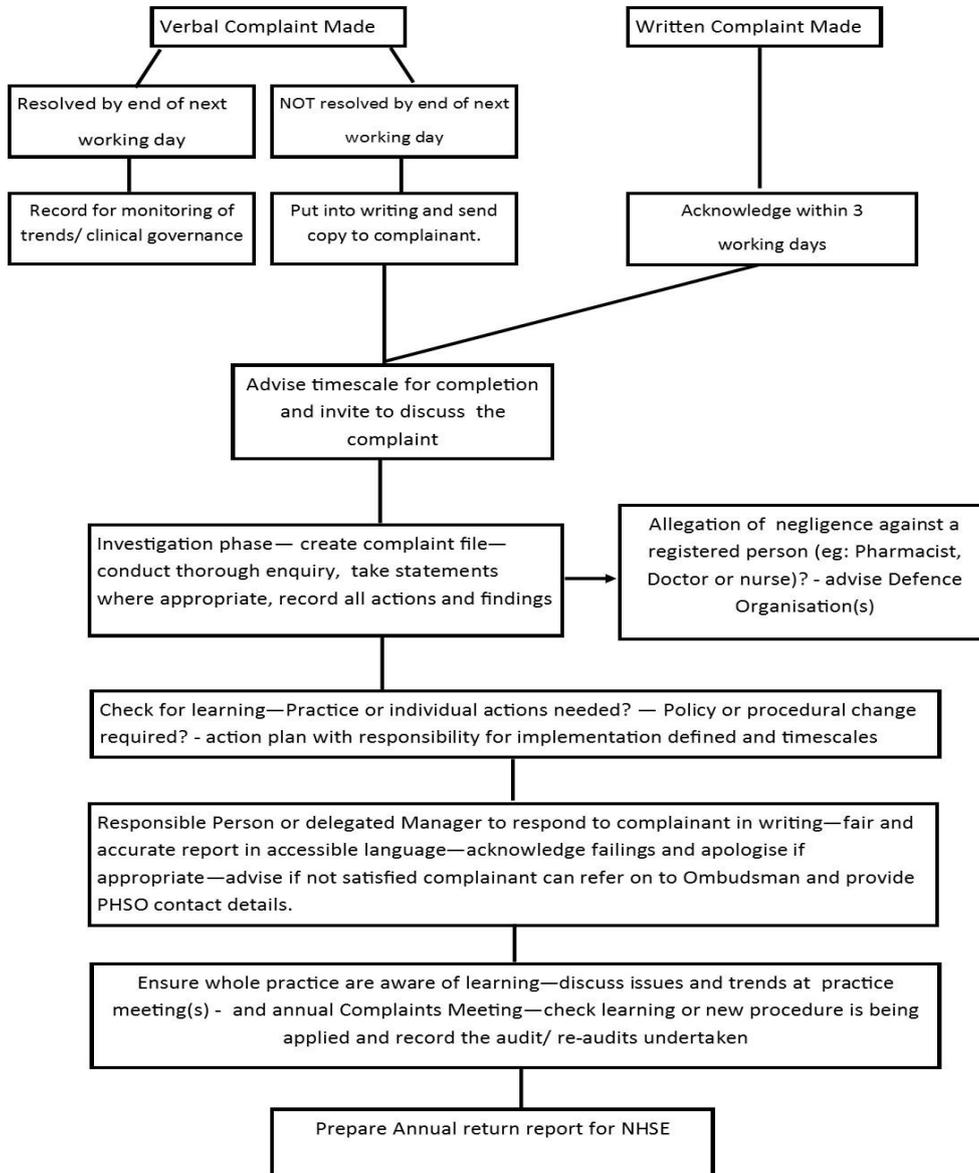 Verbal Complaint Made
Written Complaint Made
Resolved by end of next
working day
NOT resolved by end of next
working day
Record for monitoring of
trends/ clinical governance
Put into writing and send
copy to complainant.
Acknowledge within 3
working days
Advise timescale for completion
and invite to discuss the
complaint
Investigation phase— create complaint file—
conduct thorough enquiry, take statements
where appropriate, record all actions and findings
Allegation of negligence against a
registered person (eg: Pharmacist,
Doctor or nurse)? - advise Defence
Organisation(s)
Check for learning—Practice or individual actions needed? — Policy or procedural change
required? - action plan with responsibility for implementation defined and timescales
Responsible Person or delegated Manager to respond to complainant in writing—fair and
accurate report in accessible language—acknowledge failings and apologise if
appropriate—advise if not satisfied complainant can refer on to Ombudsman and provide
PHSO contact details.
Ensure whole practice are aware of learning—discuss issues and trends at practice
meeting(s) - and annual Complaints Meeting—check learning or new procedure is being
applied and record the audit/ re-audits undertaken
Prepare Annual return report for NHSE